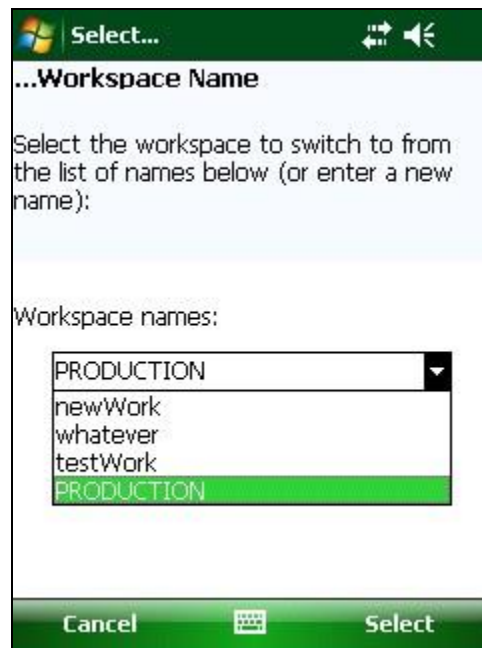 Select...
...Workspace Name
Select the workspace to switch to from
the list of names below (or enter a new
name):
Workspace names:
PRODUCTION
newWork
whatever
testWork
PRODUCTION
Cancel Select